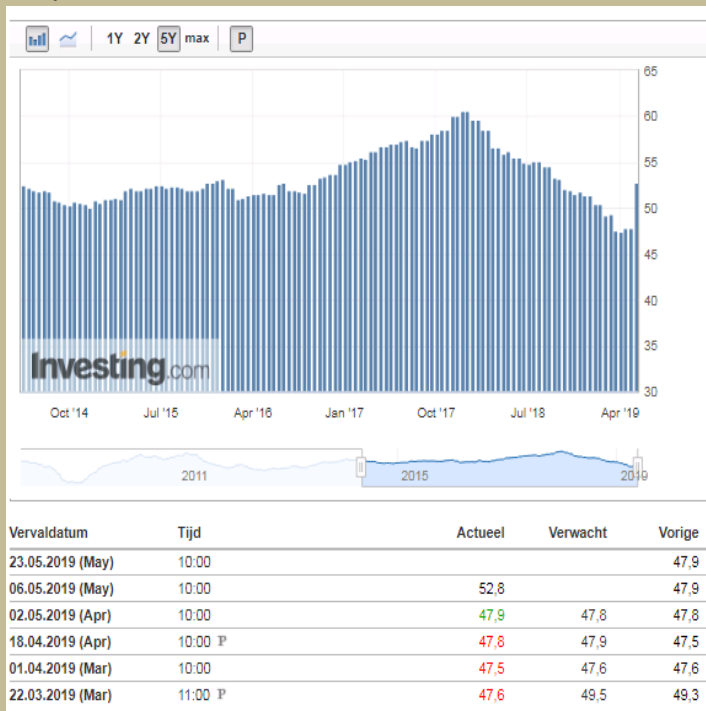 1Y 2Y 5Y max P
65
60
55
50
45
40
35
30
Investing.com
Oct '14 Jul '15 Apr '16 Jan '17 Oct '17 Jul '18 Apr '19
2011 2015 2019
Vervaldatum Tijd Actueel Verwacht Vorige
23.05.2019 (May) 10:00 47,9
06.05.2019 (May) 10:00 52,8 47,9
02.05.2019 (Apr) 10:00 47,9 47,8 47,8
18.04.2019 (Apr) 10:00 P 47,8 47,9 47,5
01.04.2019 (Mar) 10:00 47,5 47,6 47,6
22.03.2019 (Mar) 11:00 P 47,6 49,5 49,3